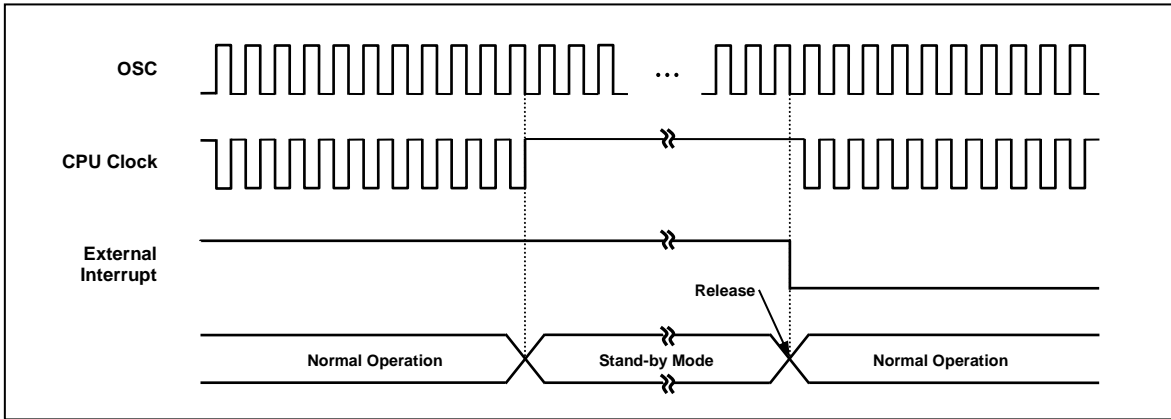 OSC
...
CPU Clock
External
Interrupt
Release
Normal Operation
Stand-by Mode
Normal Operation